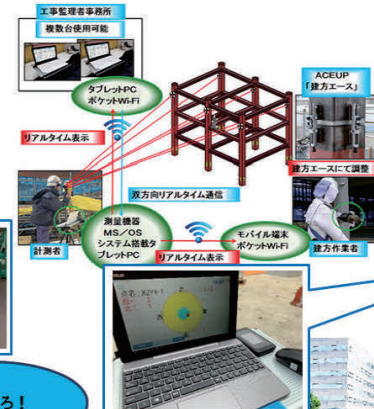 工事監理者事務所
複数台使用可能
タブレットPC
ポケットWi-Fi
ACEUP
「建方エース」
リアルタイム表示
建方エースにて調整
双方向リアルタイム通信
計測者
測量機器
MS/OS
システム搭載タ
ブレットPC
モバイル端末
ポケットWi-Fi
建方作業者
リアルタイム表示
ろ!